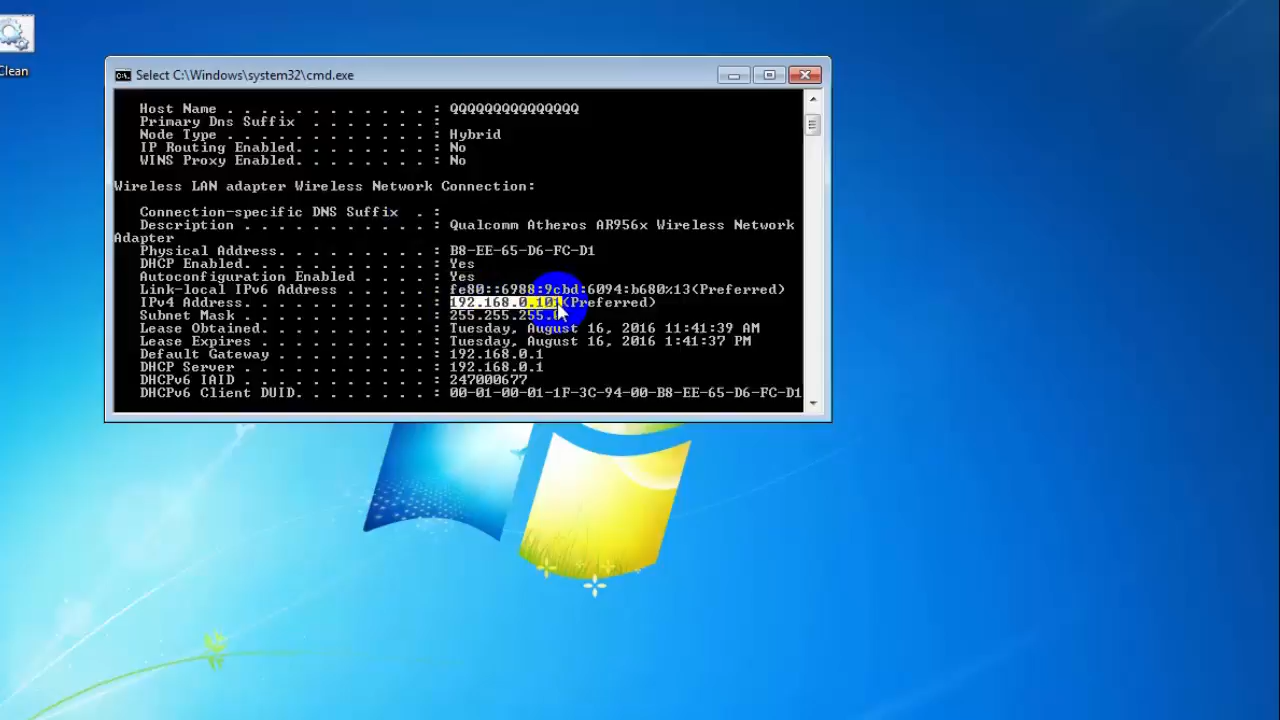 Clean
Select C:\Windows\system32\cmd.exe
Host Name . . . . . . . . . . . . : QQQQQQQQQQQQQQQ
Primary Dns Suffix  . . . . . . . :
Node Type . . . . . . . . . . . . : Hybrid
IP Routing Enabled. . . . . . . . : No
WINS Proxy Enabled. . . . . . . . : No
Wireless LAN adapter Wireless Network Connection:
Connection-specific DNS Suffix  . :
Description . . . . . . . . . . . : Qualcomm Atheros AR956x Wireless Network
Adapter
Physical Address. . . . . . . . . : B8-EE-65-D6-FC-D1
DHCP Enabled. . . . . . . . . . . : Yes
Autoconfiguration Enabled . . . . : Yes
Link-local IPv6 Address . . . . . : fe80::6988:9cbd:6094:b680%13(Preferred)
IPv4 Address. . . . . . . . . . . : 192.168.0.101(Preferred)
Subnet Mask . . . . . . . . . . . : 255.255.255.0
Lease Obtained. . . . . . . . . . : Tuesday, August 16, 2016 11:41:39 AM
Lease Expires . . . . . . . . . . : Tuesday, August 16, 2016 1:41:37 PM
Default Gateway . . . . . . . . . : 192.168.0.1
DHCP Server . . . . . . . . . . . : 192.168.0.1
DHCPv6 IAID . . . . . . . . . . . : 247000677
DHCPv6 Client DUID. . . . . . . . : 00-01-00-01-1F-3C-94-00-B8-EE-65-D6-FC-D1